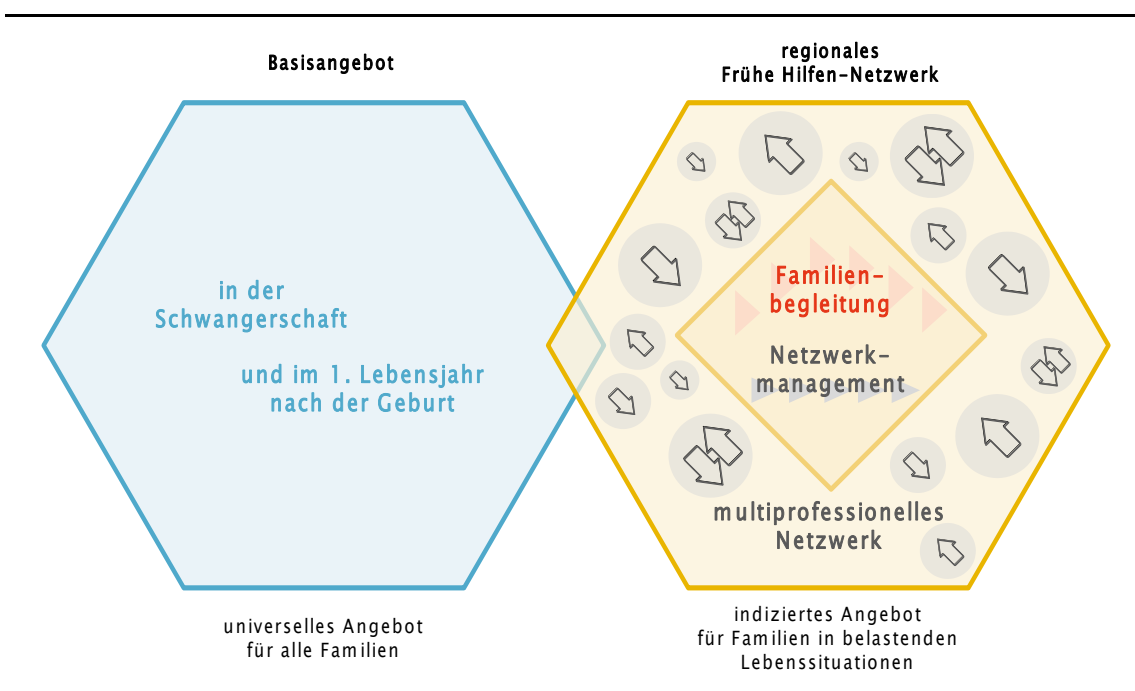 Basisangebot
in der
Schwangerschaft
und im 1. Lebensjahr
nach der Geburt
universelles Angebot
für alle Familien
regionales
Frühe Hilfen-Netzwerk
Familien-
begleitung
Netzwerk-
management
multiprofessionelles
Netzwerk
indiziertes Angebot
für Familien in belastenden
Lebenssituationen